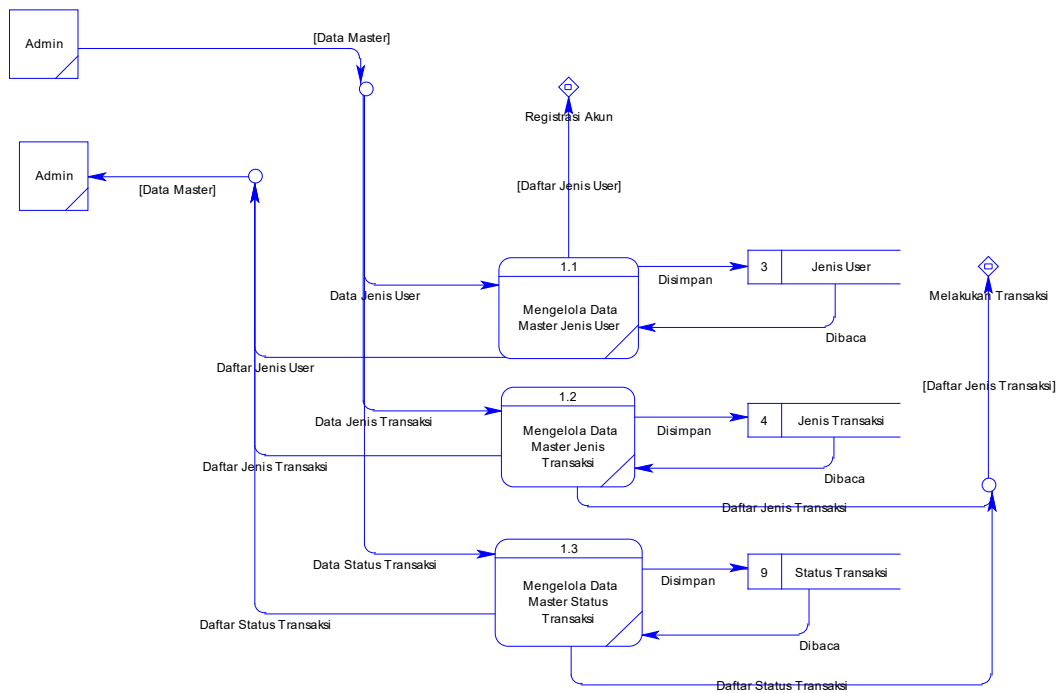 Admin
[Data Master]
Registrasi Akun
Admin
[Data Master]
[Daftar Jenis User]
1.1
Mengelola Data
Master Jenis User
Data Jenis User
Disimpan
3
Jenis User
Dibaca
Melakukan Transaksi
Daftar Jenis User
[Daftar Jenis Transaksi]
1.2
Mengelola Data
Master Jenis
Transaksi
Data Jenis Transaksi
Disimpan
4
Jenis Transaksi
Dibaca
Daftar Jenis Transaksi
Daftar Jenis Transaksi
1.3
Mengelola Data
Master Status
Transaksi
Data Status Transaksi
Disimpan
9
Status Transaksi
Dibaca
Daftar Status Transaksi
Daftar Status Transaksi